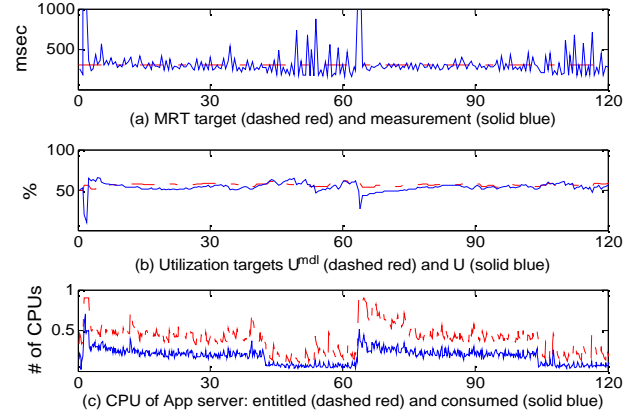 1000
500
msec
0 30 60 90 120
(a) MRT target (dashed red) and measurement (solid blue)
100
50
%
0 30 60 90 120
(b) Utilization targets U^mdl (dashed red) and U (solid blue)
1
0.5
# of CPUs
0 30 60 90 120
(c) CPU of App server: entitled (dashed red) and consumed (solid blue)